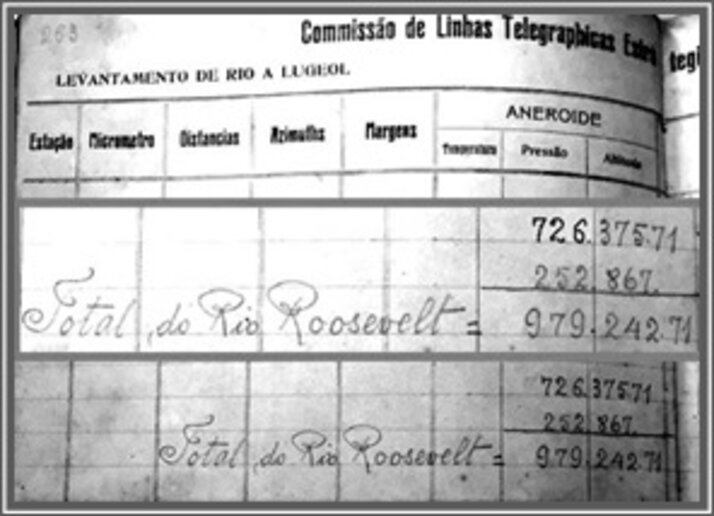 263
Commissão de Linhas Telegraphicas Estra tegi
LEVANTAMENTO DE RIO A LUGEOL
Estação Micrometro Distancias Azimuths Margens ANEROIDE
Temperatura Pressão Altitude
726.375.71
252.867.
Total do Rio Roosevelt = 979.242.71
726.375.71
252.867.
Total do Rio Roosevelt = 979.242.71